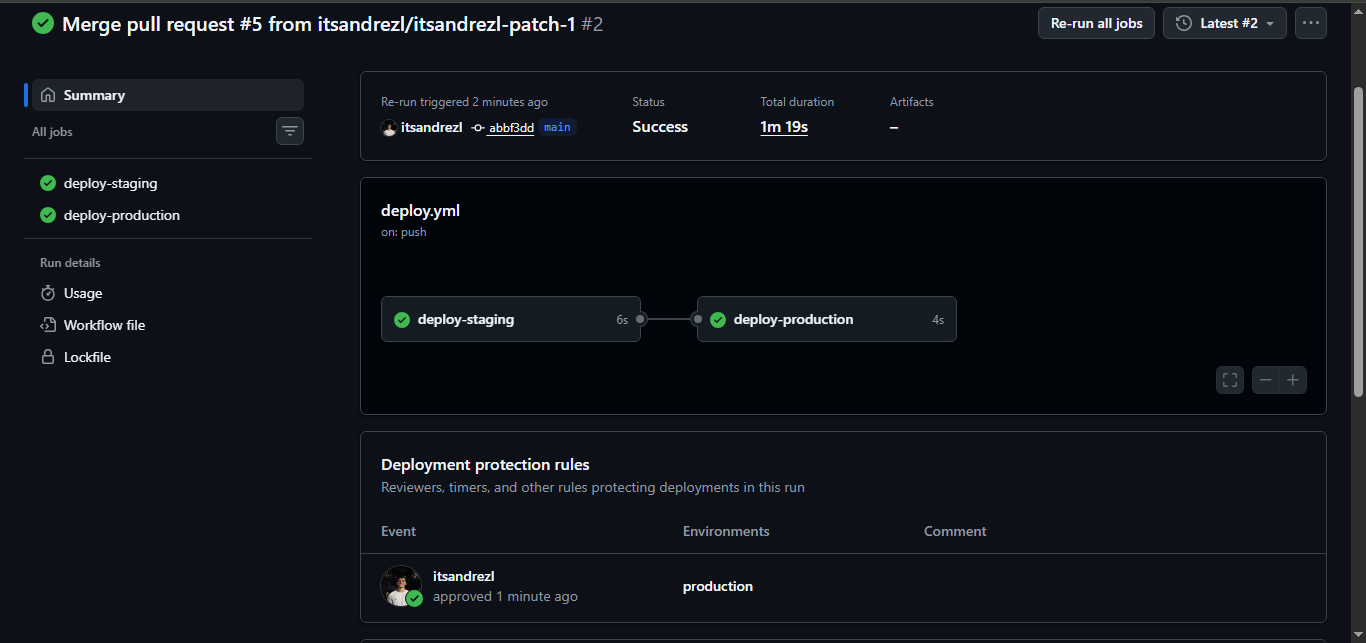 Merge pull request #5 from itsandrezl/itsandrezl-patch-1 #2
Re-run all jobs
Latest #2
Summary
All jobs
deploy-staging
deploy-production
Run details
Usage
Workflow file
Lockfile
Re-run triggered 2 minutes ago
itsandrezl abbf3dd main
Status
Success
Total duration
1m 19s
Artifacts
–
deploy.yml
on: push
deploy-staging 6s
deploy-production 4s
Deployment protection rules
Reviewers, timers, and other rules protecting deployments in this run
Event Environments Comment
itsandrezl
approved 1 minute ago
production